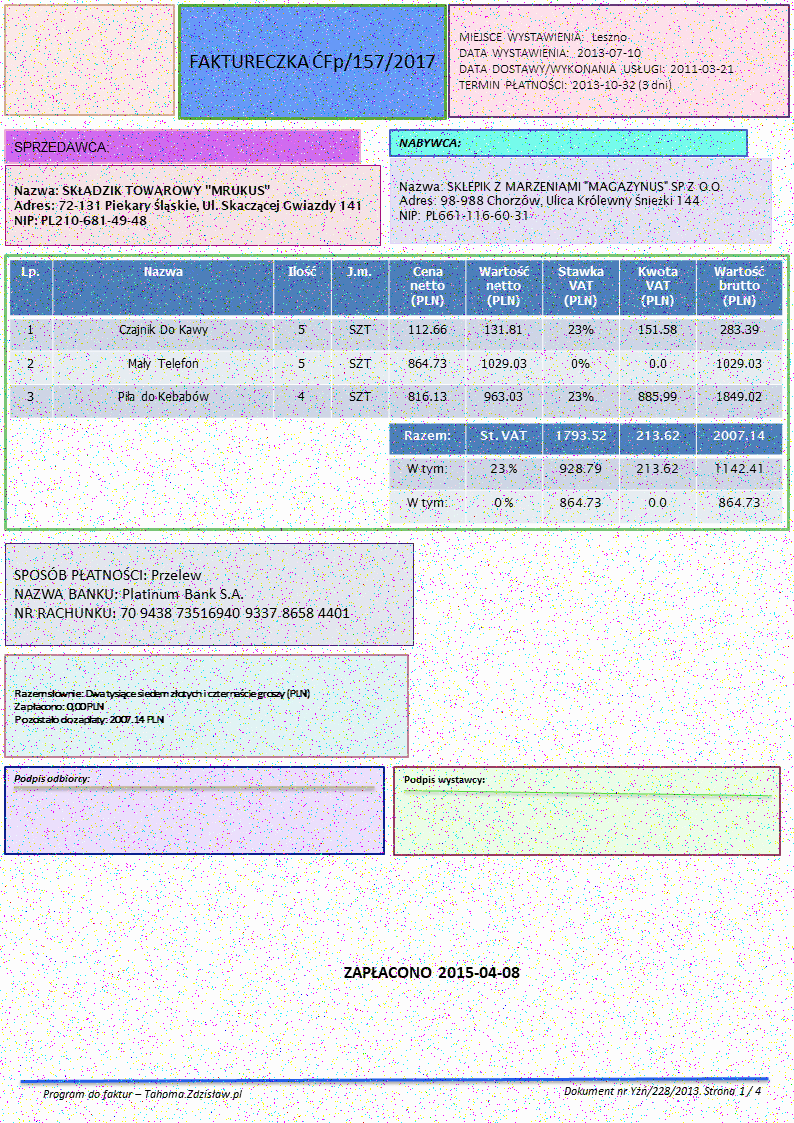 FAKTURECZKA ĆFp/157/2017
MIEJSCE WYSTAWIENIA: Leszno
DATA WYSTAWIENIA: 2013-07-10
DATA DOSTAWY/WYKONANIA USŁUGI: 2011-03-21
TERMIN PŁATNOŚCI: 2013-10-32 (3 dni)
SPRZEDAWCA:
Nazwa: SKŁADZIK TOWAROWY "MRUKUS"
Adres: 72-131 Piekary Śląskie, Ul. Skaczącej Gwiazdy 141
NIP: PL210-681-49-48
NABYWCA:
Nazwa: SKLEPIK Z MARZENIAMI "MAGAZYNUS" SP.Z. O.O.
Adres: 98-988 Chorzów, Ulica Królewny Śnieżki 144
NIP: PL661-116-60-31
Lp. Nazwa Ilość J.m. Cena netto (PLN) Wartość netto (PLN) Stawka VAT (PLN) Kwota VAT (PLN) Wartość brutto (PLN)
1 Czajnik Do Kawy 5 SZT 112.66 131.81 23% 151.58 283.39
2 Mały Telefon 5 SZT 864.73 1029.03 0% 0.0 1029.03
3 Piła do Kebabów 4 SZT 816.13 963.03 23% 885.99 1849.02
Razem: St. VAT 1793.52 213.62 2007.14
W tym: 23 % 928.79 213.62 1142.41
W tym: 0 % 864.73 0.0 864.73
SPOSÓB PŁATNOŚCI: Przelew
NAZWA BANKU: Platinum Bank S.A.
NR RACHUNKU: 70 9438 73516940 9337 8658 4401
Razem słownie: Dwa tysiące siedem złotych i czternaście groszy (PLN)
Zapłacono: 0,00 PLN
Pozostało do zapłaty: 2007.14 PLN
Podpis odbiorcy:
Podpis wystawcy:
ZAPŁACONO 2015-04-08
Program do faktur – Tahoma.Zdzisław.pl
Dokument nr Yźń/228/2013. Strona 1 / 4